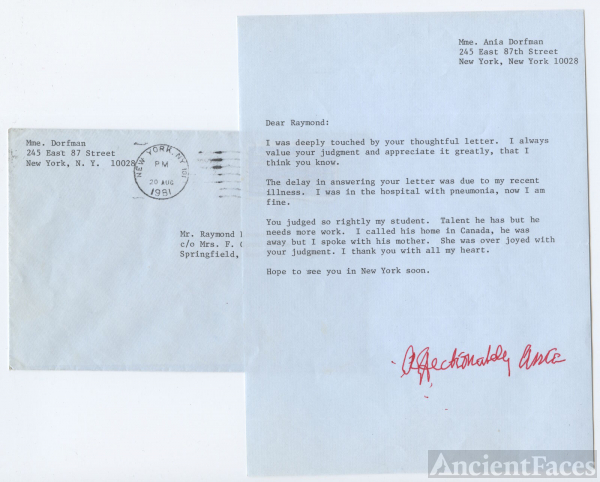 Mme. Ania Dorfman
245 East 87th Street
New York, New York 10028
Dear Raymond:
I was deeply touched by your thoughtful letter. I always
value your judgment and appreciate it greatly, that I
think you know.
The delay in answering your letter was due to my recent
illness. I was in the hospital with pneumonia, now I am
fine.
You judged so rightly my student. Talent he has but he
needs more work. I called his home in Canada, he was
away but I spoke with his mother. She was over joyed with
your judgment. I thank you with all my heart.
Hope to see you in New York soon.
Affectionately Ania
Mme. Dorfman
245 East 87 Street
New York, N. Y. 10028
NEW YORK, NY
PM
20 AUG
1981
Mr. Raymond
c/o Mrs. F.
Springfield,
AncientFaces